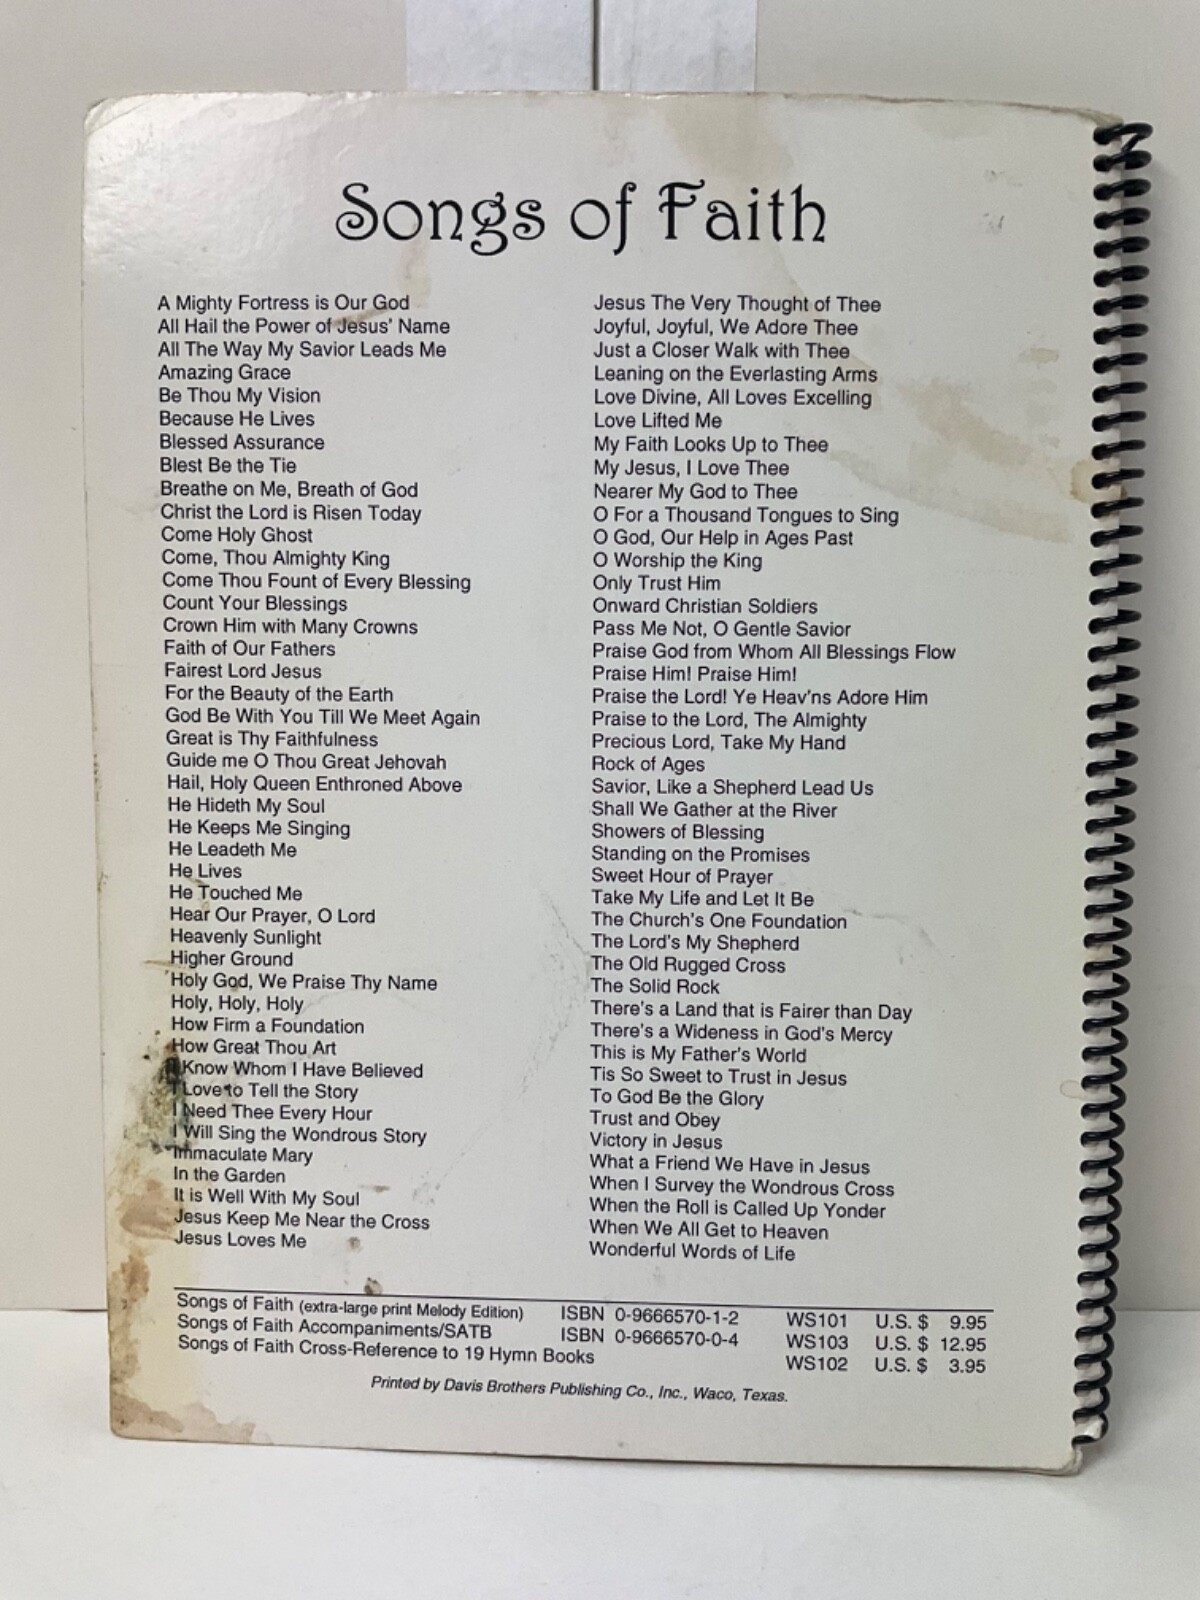 Songs of Faith
A Mighty Fortress is Our God
All Hail the Power of Jesus' Name
All The Way My Savior Leads Me
Amazing Grace
Be Thou My Vision
Because He Lives
Blessed Assurance
Blest Be the Tie
Breathe on Me, Breath of God
Christ the Lord is Risen Today
Come Holy Ghost
Come, Thou Almighty King
Come Thou Fount of Every Blessing
Count Your Blessings
Crown Him with Many Crowns
Faith of Our Fathers
Fairest Lord Jesus
For the Beauty of the Earth
God Be With You Till We Meet Again
Great is Thy Faithfulness
Guide me O Thou Great Jehovah
Hail, Holy Queen Enthroned Above
He Hideth My Soul
He Keeps Me Singing
He Leadeth Me
He Lives
He Touched Me
Hear Our Prayer, O Lord
Heavenly Sunlight
Higher Ground
Holy God, We Praise Thy Name
Holy, Holy, Holy
How Firm a Foundation
How Great Thou Art
I Know Whom I Have Believed
I Love to Tell the Story
I Need Thee Every Hour
I Will Sing the Wondrous Story
Immaculate Mary
In the Garden
It is Well With My Soul
Jesus Keep Me Near the Cross
Jesus Loves Me
Jesus The Very Thought of Thee
Joyful, Joyful, We Adore Thee
Just a Closer Walk with Thee
Leaning on the Everlasting Arms
Love Divine, All Loves Excelling
Love Lifted Me
My Faith Looks Up to Thee
My Jesus, I Love Thee
Nearer My God to Thee
O For a Thousand Tongues to Sing
O God, Our Help in Ages Past
O Worship the King
Only Trust Him
Onward Christian Soldiers
Pass Me Not, O Gentle Savior
Praise God from Whom All Blessings Flow
Praise Him! Praise Him!
Praise the Lord! Ye Heav'ns Adore Him
Praise to the Lord, The Almighty
Precious Lord, Take My Hand
Rock of Ages
Savior, Like a Shepherd Lead Us
Shall We Gather at the River
Showers of Blessing
Standing on the Promises
Sweet Hour of Prayer
Take My Life and Let It Be
The Church's One Foundation
The Lord's My Shepherd
The Old Rugged Cross
The Solid Rock
There's a Land that is Fairer than Day
There's a Wideness in God's Mercy
This is My Father's World
Tis So Sweet to Trust in Jesus
To God Be the Glory
Trust and Obey
Victory in Jesus
What a Friend We Have in Jesus
When I Survey the Wondrous Cross
When the Roll is Called Up Yonder
When We All Get to Heaven
Wonderful Words of Life
Songs of Faith (extra-large print Melody Edition) ISBN 0-9666570-1-2 WS101 U.S. $ 9.95
Songs of Faith Accompaniments/SATB ISBN 0-9666570-0-4 WS103 U.S. $ 12.95
Songs of Faith Cross-Reference to 19 Hymn Books WS102 U.S. $ 3.95
Printed by Davis Brothers Publishing Co., Inc., Waco, Texas.